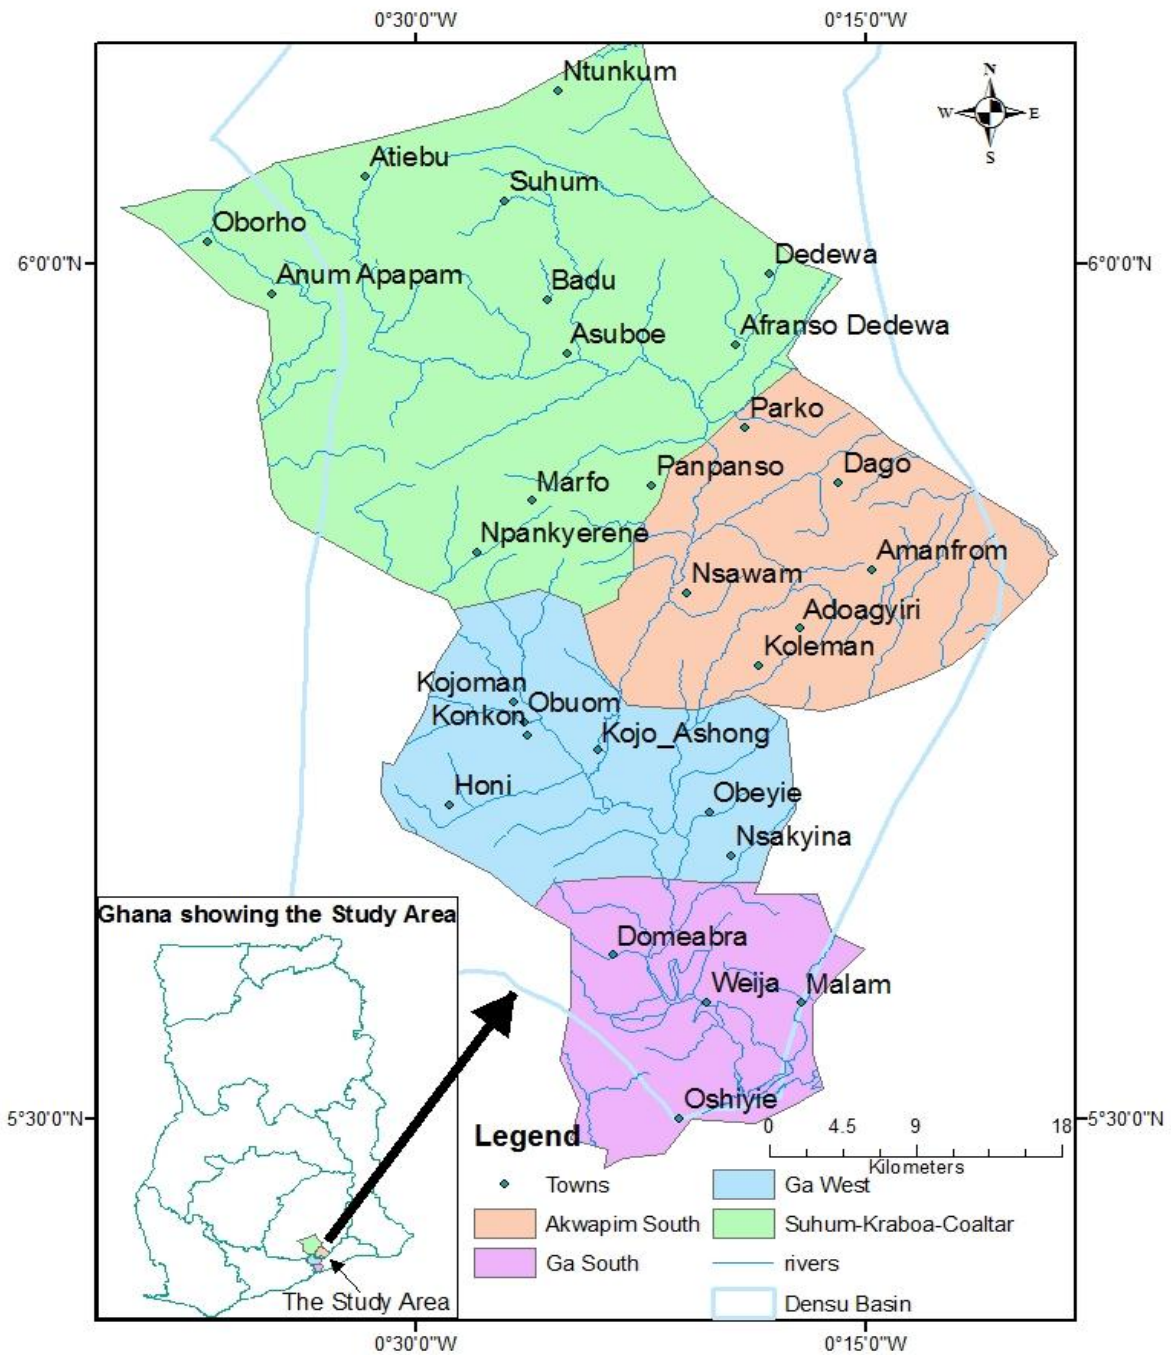 0°30'0"W
0°15'0"W
N
W
E
S
Ntunkum
Atiebu
Suhum
Oborho
Dedewa
6°0'0"N
6°0'0"N
Anum Apapam
Badu
Afranso Dedewa
Asuboe
Parko
Panpanso
Dago
Marfo
Npankyerene
Amanfrom
Nsawam
Adoagyiri
Koleman
Kojoman
Obuom
Konkon
Kojo_Ashong
Honi
Obeyie
Nsakyina
Ghana showing the Study Area
Domeabra
Weija
Malam
Oshiyie
5°30'0"N
5°30'0"N
0
4.5
9
18
Kilometers
Legend
Towns
Ga West
Akwapim South
Suhum-Kraboa-Coaltar
Ga South
rivers
Densu Basin
The Study Area
0°30'0"W
0°15'0"W